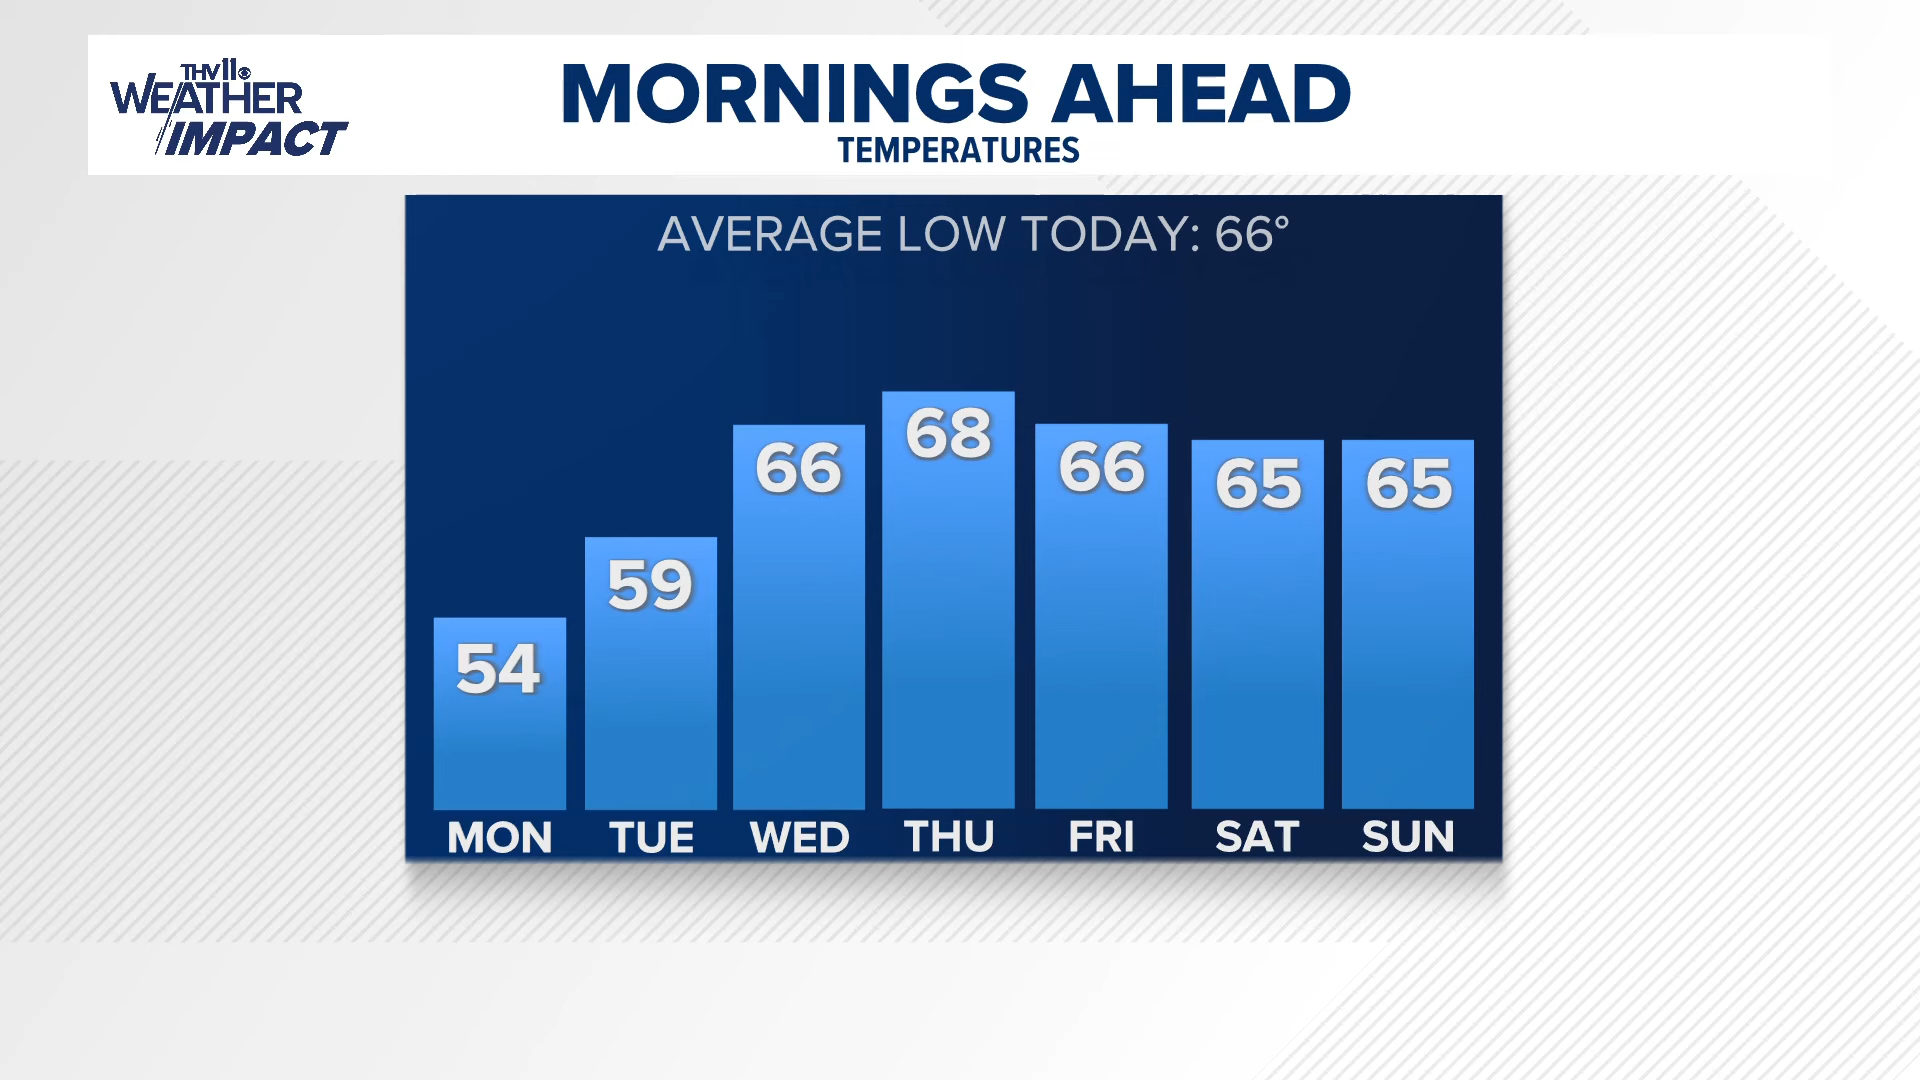 THV11
WEATHER
IMPACT
MORNINGS AHEAD
TEMPERATURES
AVERAGE LOW TODAY: 66°
54 59 66 68 66 65 65
MON TUE WED THU FRI SAT SUN